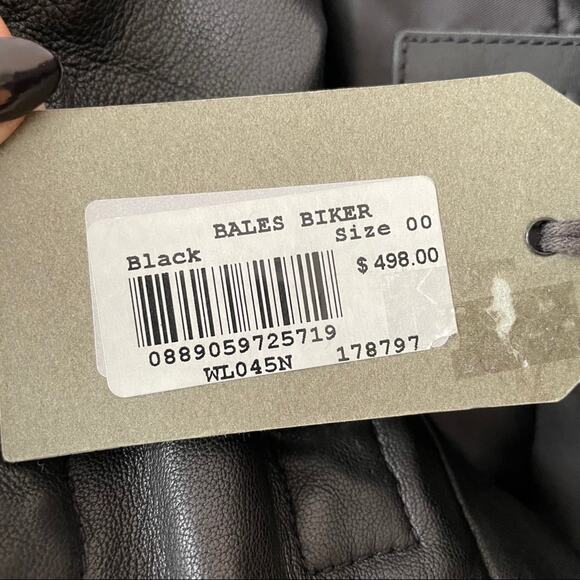 BALES BIKER
Black Size 00
$ 498.00
0889059725719
WL045N 178797